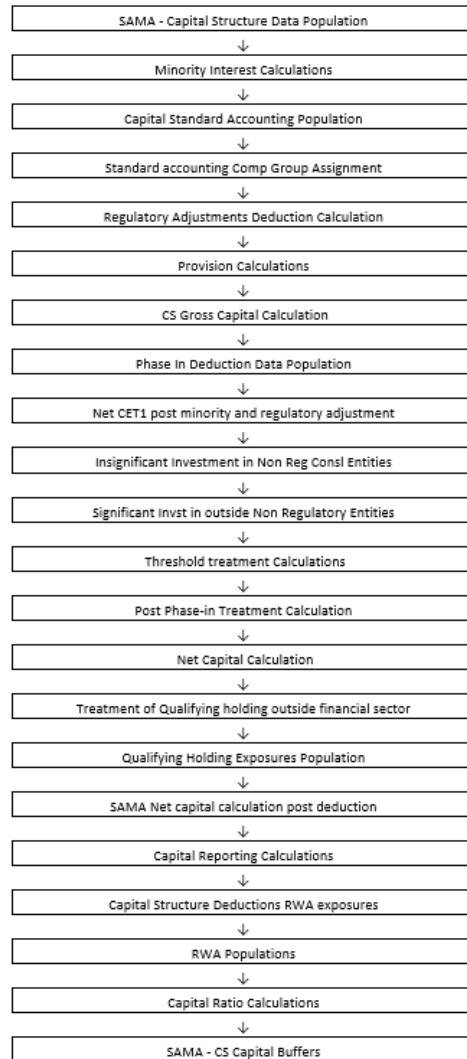 SAMA - Capital Structure Data Population
Minority Interest Calculations
Capital Standard Accounting Population
Standard accounting Comp Group Assignment
Regulatory Adjustments Deduction Calculation
Provision Calculations
CS Gross Capital Calculation
Phase In Deduction Data Population
Net CET1 post minority and regulatory adjustment
Insignificant Investment in Non Reg Consl Entities
Significant Invst in outside Non Regulatory Entities
Threshold treatment Calculations
Post Phase-in Treatment Calculation
Net Capital Calculation
Treatment of Qualifying holding outside financial sector
Qualifying Holding Exposures Population
SAMA Net capital calculation post deduction
Capital Reporting Calculations
Capital Structure Deductions RWA exposures
RWA Populations
Capital Ratio Calculations
SAMA - CS Capital Buffers